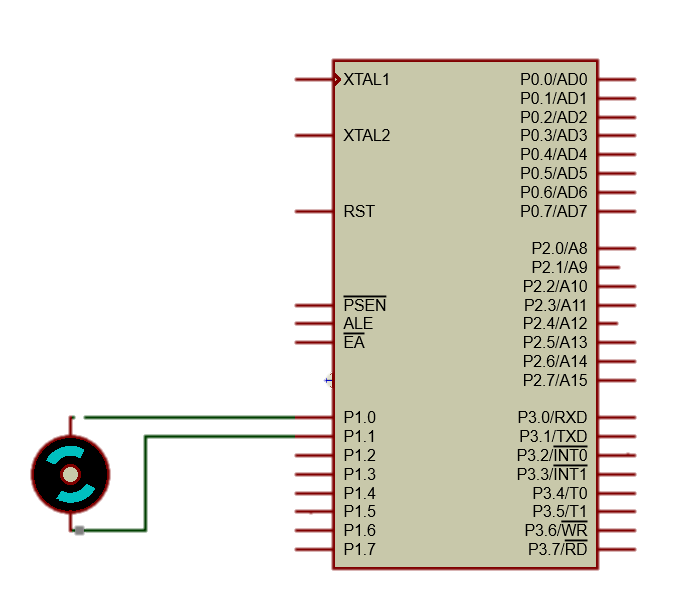 XTAL1
XTAL2
RST
PSEN
ALE
EA
P1.0
P1.1
P1.2
P1.3
P1.4
P1.5
P1.6
P1.7
P0.0/AD0
P0.1/AD1
P0.2/AD2
P0.3/AD3
P0.4/AD4
P0.5/AD5
P0.6/AD6
P0.7/AD7
P2.0/A8
P2.1/A9
P2.2/A10
P2.3/A11
P2.4/A12
P2.5/A13
P2.6/A14
P2.7/A15
P3.0/RXD
P3.1/TXD
P3.2/INT0
P3.3/INT1
P3.4/T0
P3.5/T1
P3.6/WR
P3.7/RD